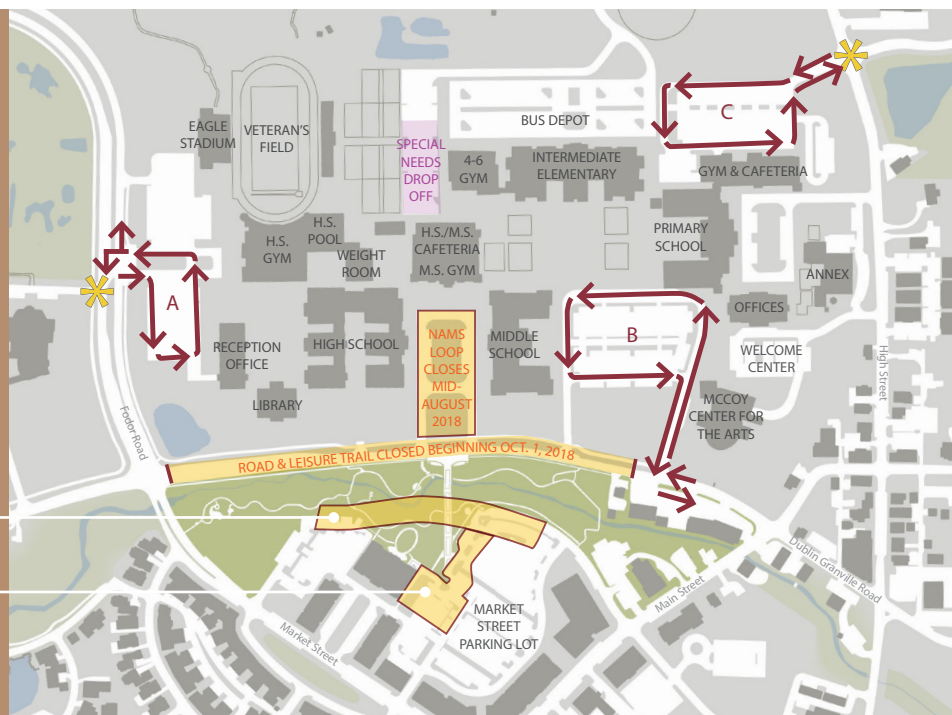 C
BUS DEPOT
EAGLE
STADIUM
VETERAN'S
FIELD
SPECIAL
NEEDS
DROP
OFF
4-6
GYM
INTERMEDIATE
ELEMENTARY
GYM & CAFETERIA
H.S.
POOL
H.S.
GYM
WEIGHT
ROOM
H.S./M.S.
CAFETERIA
M.S. GYM
PRIMARY
SCHOOL
ANNEX
A
B
OFFICES
RECEPTION
OFFICE
HIGH SCHOOL
NAMS
LOOP
CLOSES
MID-
AUGUST
2018
MIDDLE
SCHOOL
WELCOME
CENTER
High Street
LIBRARY
MCCOY
CENTER FOR
THE ARTS
Fodor Road
ROAD & LEISURE TRAIL CLOSED BEGINNING OCT. 1, 2018
Dublin Granville Road
Main Street
MARKET
STREET
PARKING LOT
Market Street